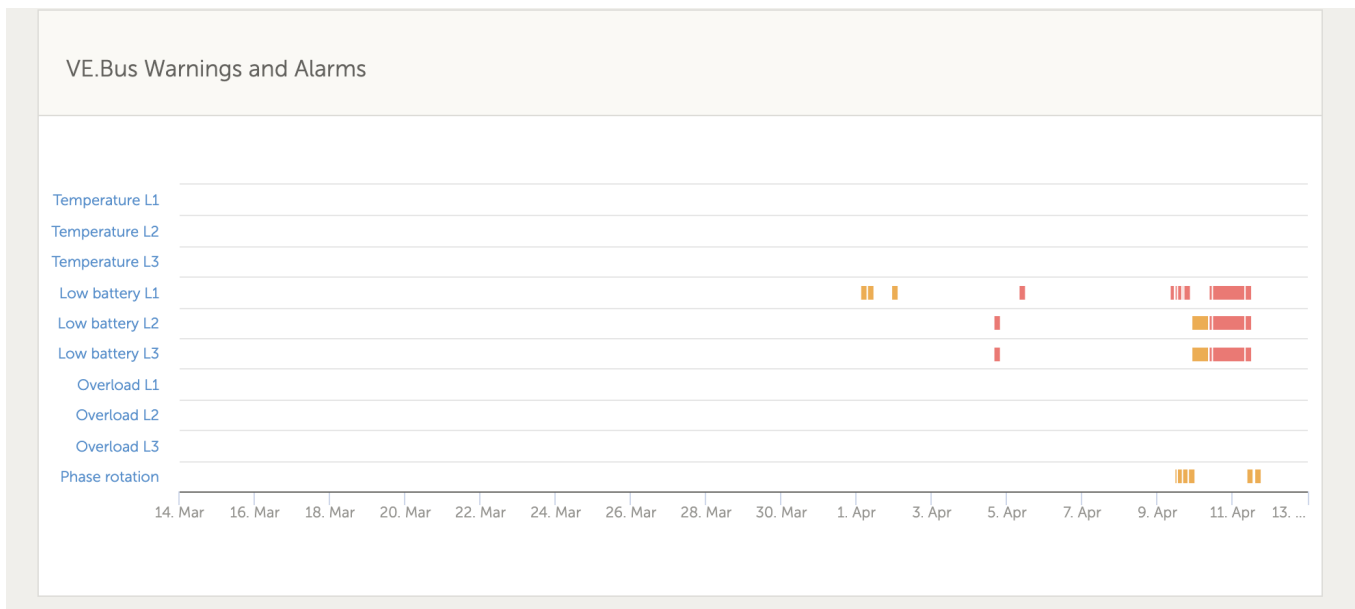 VE.Bus Warnings and Alarms
Temperature L1
Temperature L2
Temperature L3
Low battery L1
Low battery L2
Low battery L3
Overload L1
Overload L2
Overload L3
Phase rotation
14. Mar 16. Mar 18. Mar 20. Mar 22. Mar 24. Mar 26. Mar 28. Mar 30. Mar 1. Apr 3. Apr 5. Apr 7. Apr 9. Apr 11. Apr 13. ...